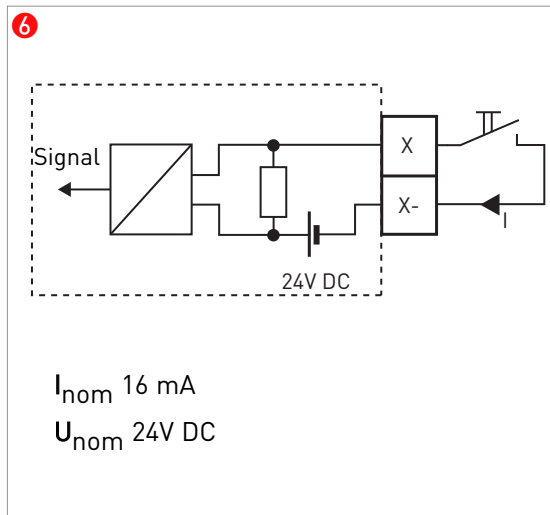 6
Signal
X
X-
I
24V DC
Inom 16 mA
Unom 24V DC